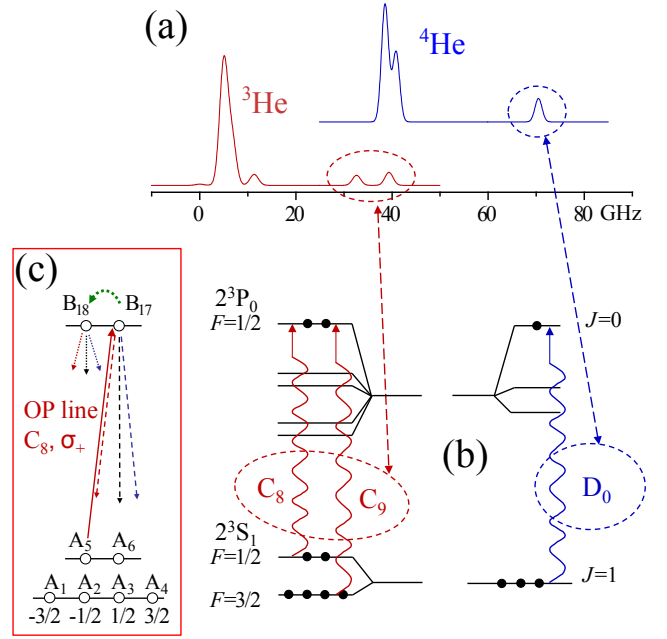 (a)
⁴He
³He
0 20 40 60 80 GHz
(c)
B₁₈ B₁₇
OP line
C₈, σ₊
A₅ A₆
A₁ A₂ A₃ A₄
-3/2 -1/2 1/2 3/2
2³P₀
F=1/2
C₈ C₉
2³S₁
F=1/2
F=3/2
J=0
(b)
D₀
J=1